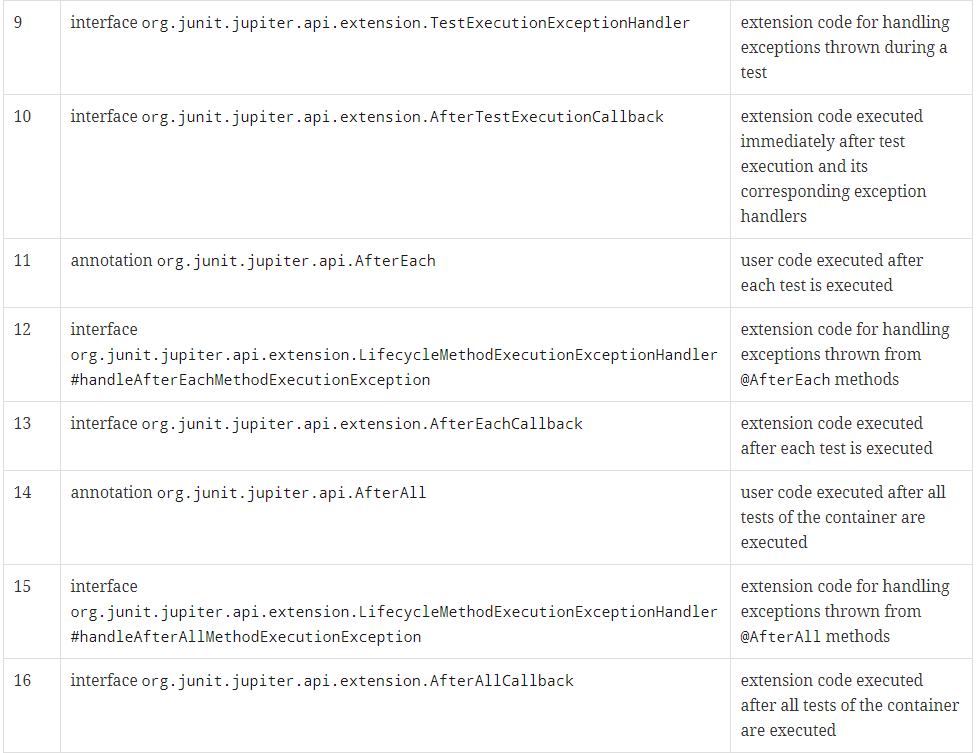 9 interface org.junit.jupiter.api.extension.TestExecutionExceptionHandler extension code for handling
exceptions thrown during a
test
10 interface org.junit.jupiter.api.extension.AfterTestExecutionCallback extension code executed
immediately after test
execution and its
corresponding exception
handlers
11 annotation org.junit.jupiter.api.AfterEach user code executed after
each test is executed
12 interface extension code for handling
org.junit.jupiter.api.extension.LifecycleMethodExecutionExceptionHandler exceptions thrown from
#handleAfterEachMethodExecutionException @AfterEach methods
13 interface org.junit.jupiter.api.extension.AfterEachCallback extension code executed
after each test is executed
14 annotation org.junit.jupiter.api.AfterAll user code executed after all
tests of the container are
executed
15 interface extension code for handling
org.junit.jupiter.api.extension.LifecycleMethodExecutionExceptionHandler exceptions thrown from
#handleAfterAllMethodExecutionException @AfterAll methods
16 interface org.junit.jupiter.api.extension.AfterAllCallback extension code executed
after all tests of the container
are executed